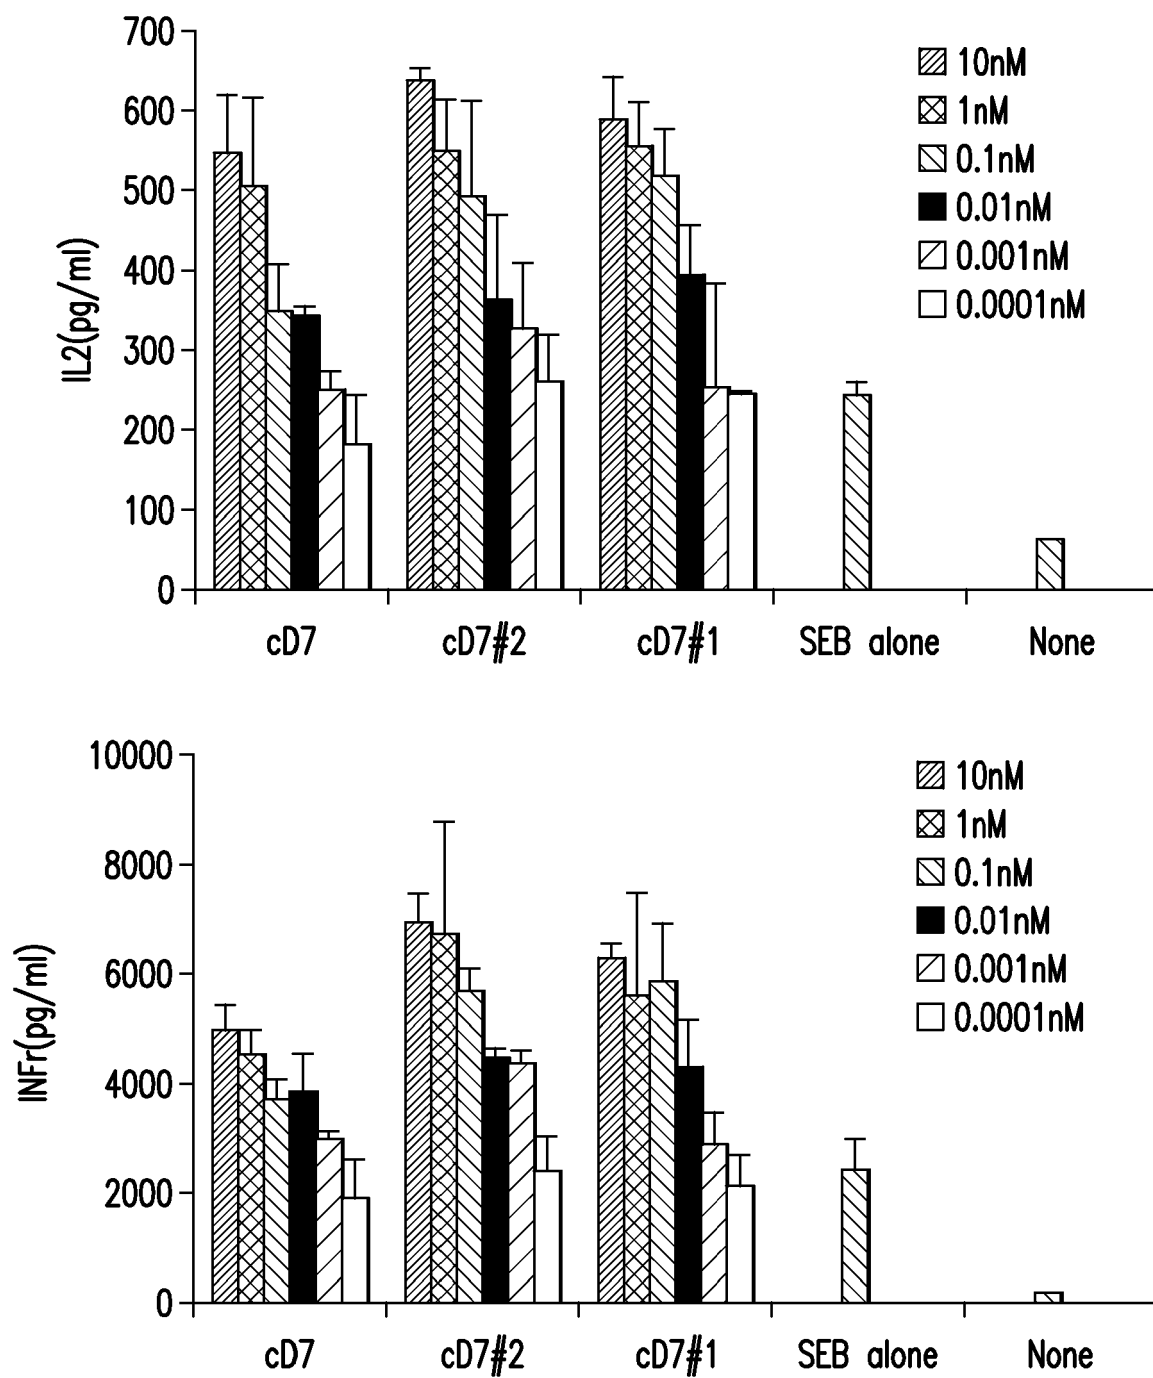 700
600
500
400
300
200
100
0
IL2(pg/ml)
10nM
1nM
0.1nM
0.01nM
0.001nM
0.0001nM
cD7 cD7#2 cD7#1 SEB alone None
10000
8000
6000
4000
2000
0
INFr(pg/ml)
10nM
1nM
0.1nM
0.01nM
0.001nM
0.0001nM
cD7 cD7#2 cD7#1 SEB alone None